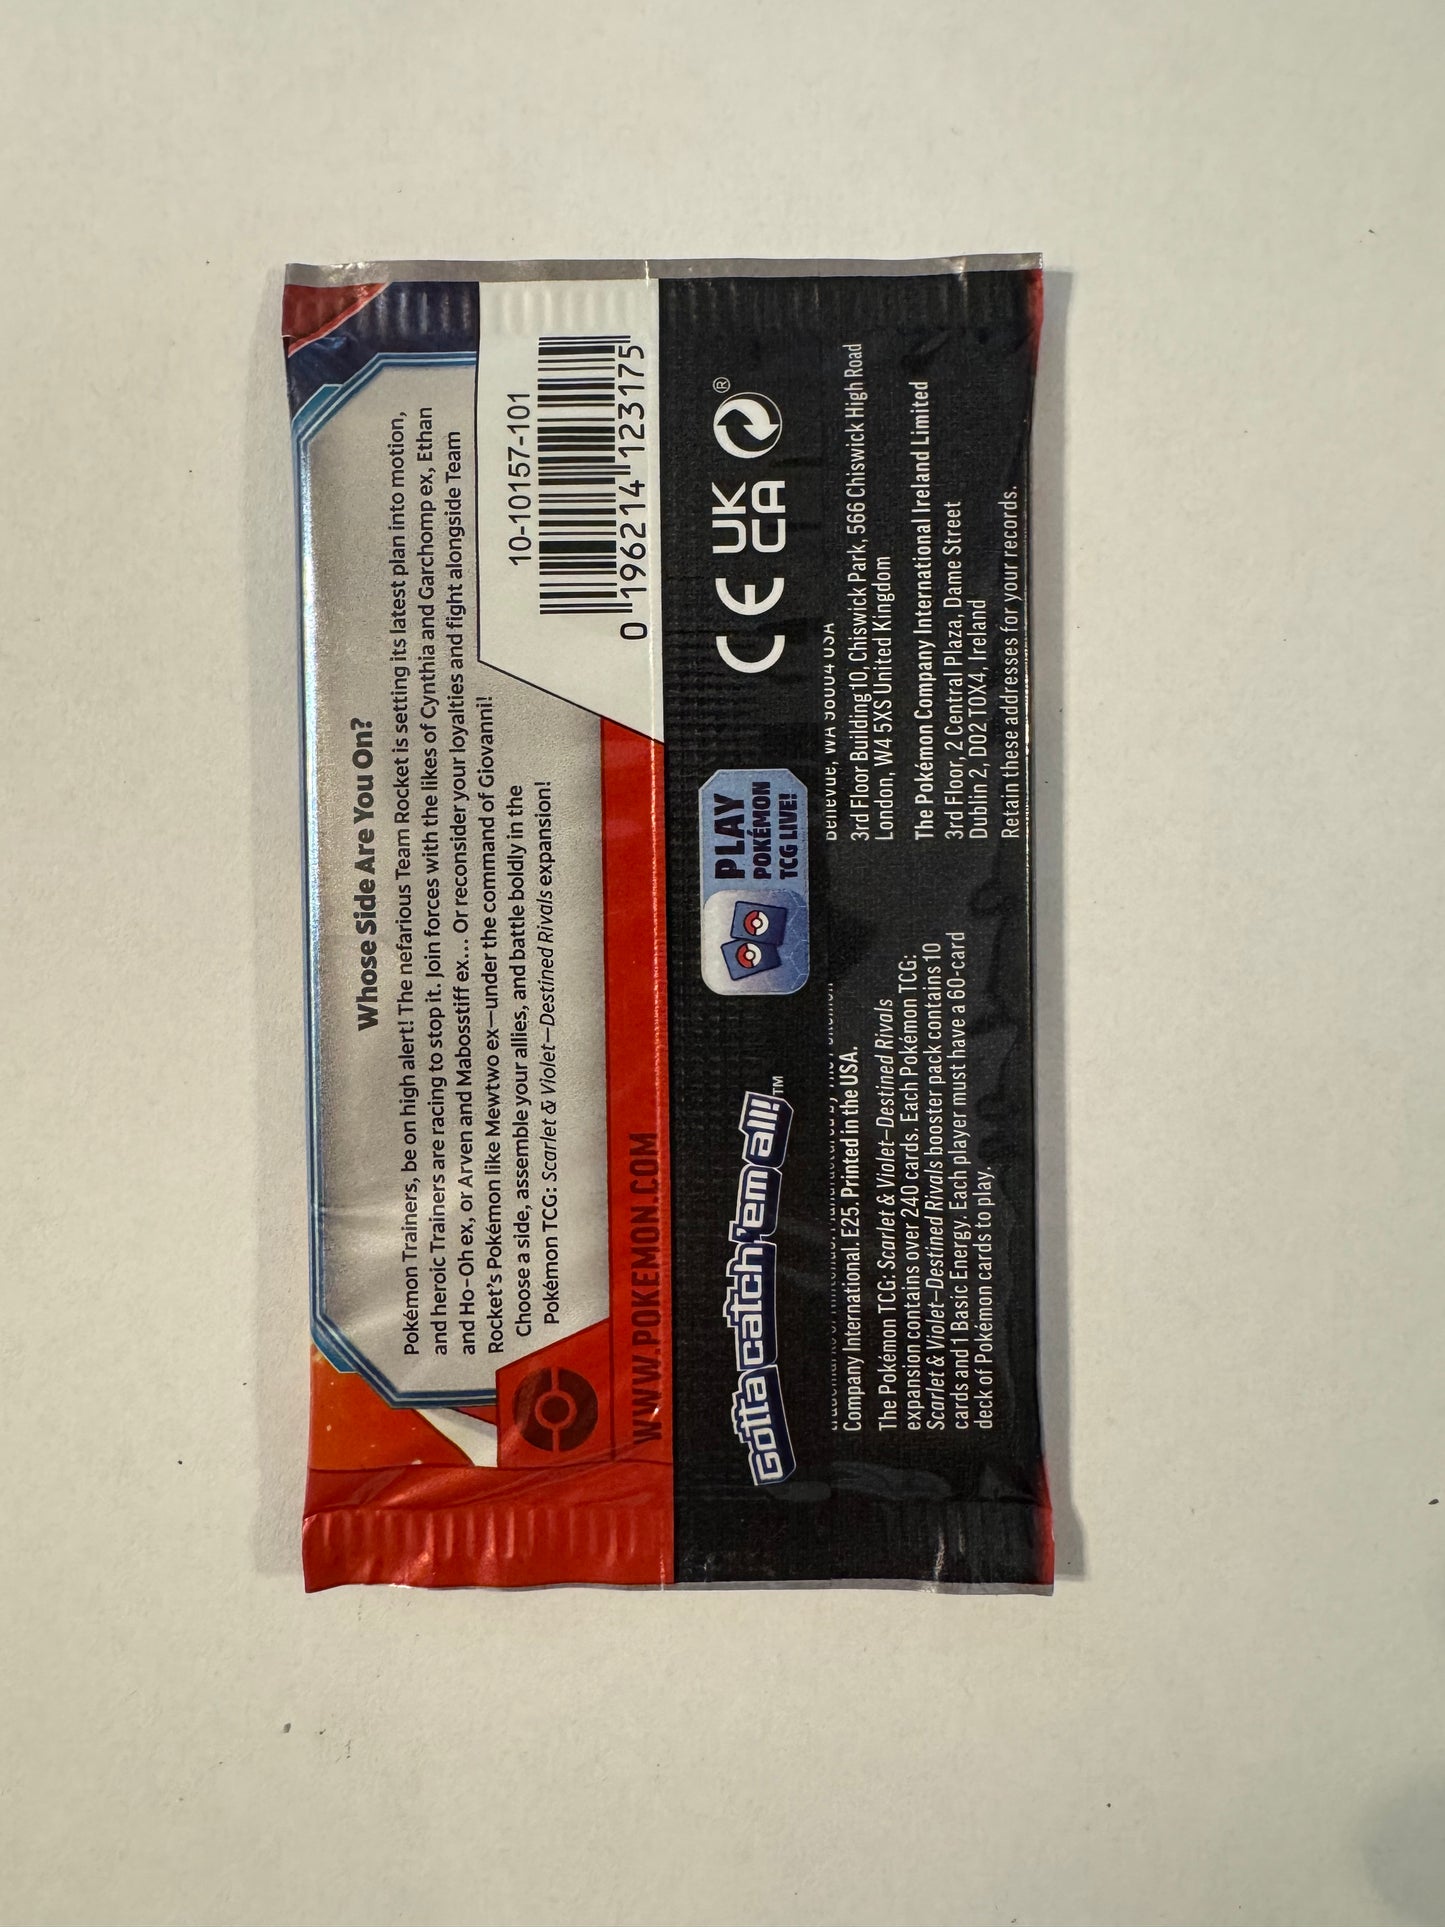 Whose Side Are You On?
Pokémon Trainers, be on high alert! The nefarious Team Rocket is setting its latest plan into motion,
and heroic Trainers are racing to stop it. Join forces with the likes of Cynthia and Garchomp ex, Ethan
and Ho-Oh ex, or Arven and Mabosstiff ex… Or reconsider your loyalties and fight alongside Team
Rocket's Pokémon like Mewtwo ex—under the command of Giovanni!
Choose a side, assemble your allies, and battle boldly in the
Pokémon TCG: Scarlet & Violet—Destined Rivals expansion!
10-10157-101
0 196214 123175
WWW.POKEMON.COM
Gotta catch 'em all!™
PLAY
POKÉMON
TCG LIVE!
CE UK
CA ®
Company International. E25. Printed in the USA.
The Pokémon TCG: Scarlet & Violet—Destined Rivals
expansion contains over 240 cards. Each Pokémon TCG:
Scarlet & Violet—Destined Rivals booster pack contains 10
cards and 1 Basic Energy. Each player must have a 60-card
deck of Pokémon cards to play.
Bellevue, WA 98004 USA
3rd Floor Building 10, Chiswick Park, 566 Chiswick High Road
London, W4 5XS United Kingdom
The Pokémon Company International Ireland Limited
3rd Floor, 2 Central Plaza, Dame Street
Dublin 2, D02 T0X4, Ireland
Retain these addresses for your records.